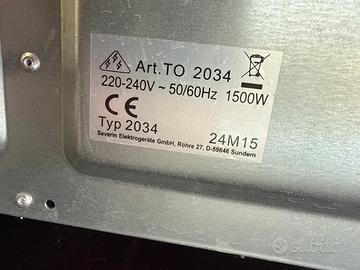 Art.TO 2034
220-240V ~ 50/60Hz 1500W
CE
Typ 2034
24M15
Severin Elektrogeräte GmbH, Röhre 27, D-59846 Sundern
subito